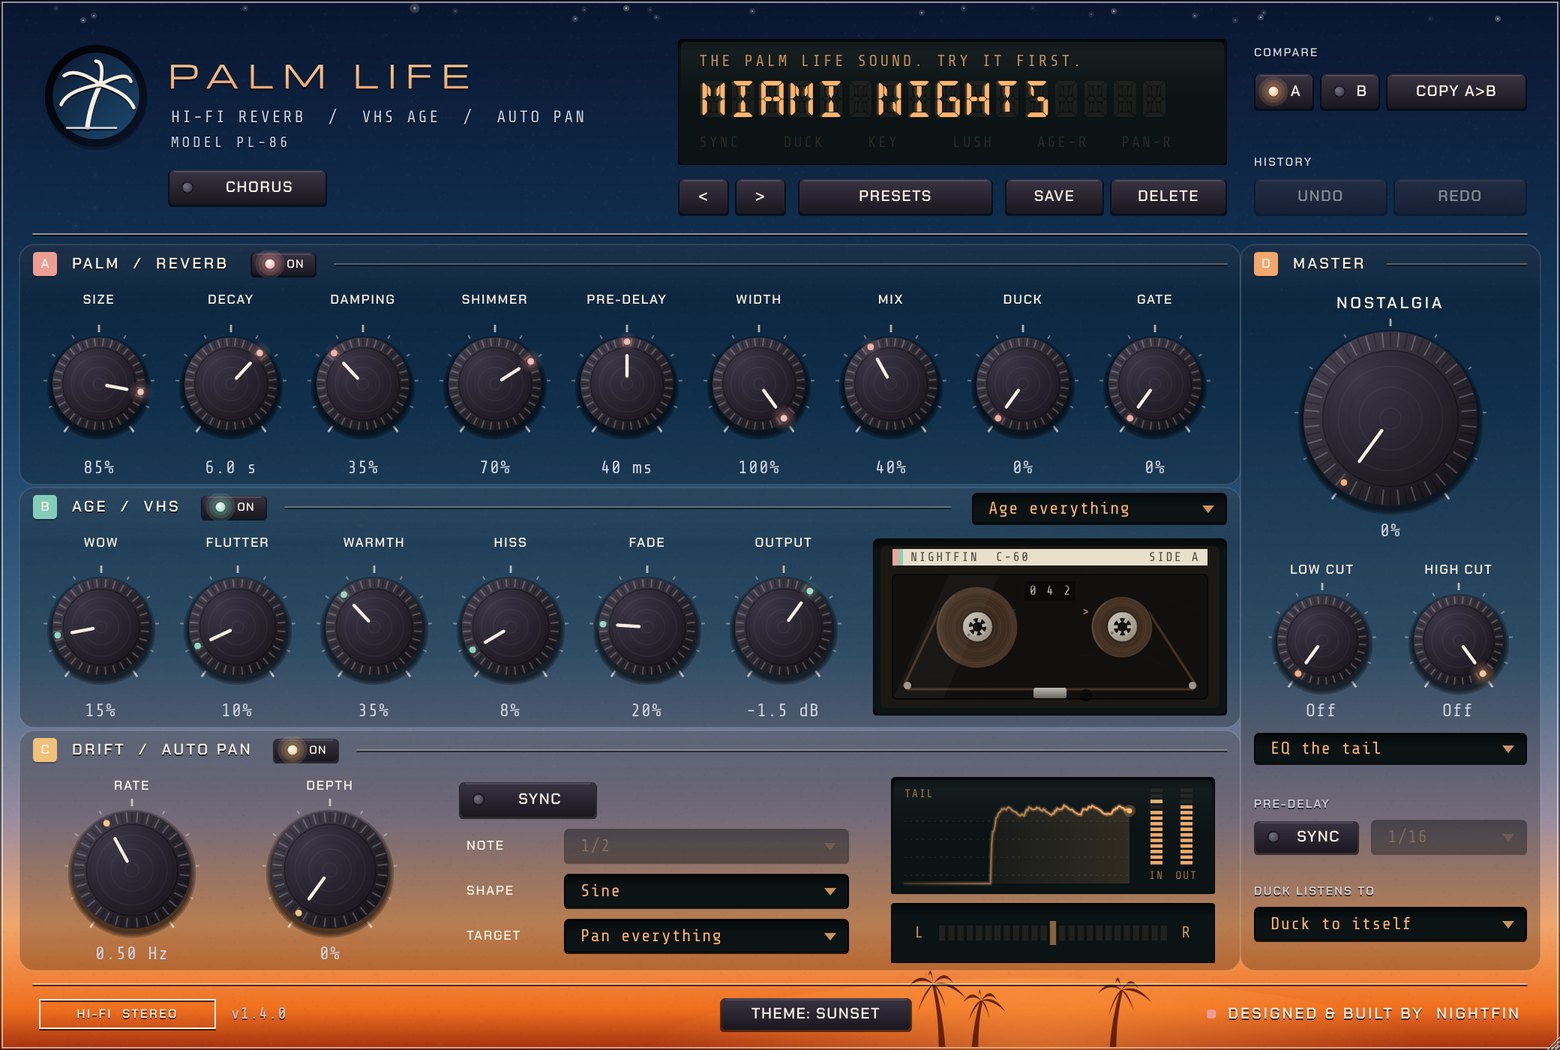 PALM LIFE
HI-FI REVERB / VHS AGE / AUTO PAN
MODEL PL-86
CHORUS
THE PALM LIFE SOUND. TRY IT FIRST.
MIAMI NIGHTS
SYNC DUCK KEY LUSH AGE-R PAN-R
< > PRESETS SAVE DELETE
COMPARE
A B COPY A>B
HISTORY
UNDO REDO
A PALM / REVERB ON
SIZE DECAY DAMPING SHIMMER PRE-DELAY WIDTH MIX DUCK GATE
85% 6.0 s 35% 70% 40 ms 100% 40% 0% 0%
B AGE / VHS ON Age everything
WOW FLUTTER WARMTH HISS FADE OUTPUT
15% 10% 35% 8% 20% -1.5 dB
NIGHTFIN C-60 SIDE A
0 4 2
>
C DRIFT / AUTO PAN ON
RATE DEPTH
0.50 Hz 0%
SYNC
NOTE 1/2
SHAPE Sine
TARGET Pan everything
TAIL
IN OUT
L R
D MASTER
NOSTALGIA
0%
LOW CUT HIGH CUT
Off Off
EQ the tail
PRE-DELAY
SYNC 1/16
DUCK LISTENS TO
Duck to itself
HI-FI STEREO v1.4.0
THEME: SUNSET
DESIGNED & BUILT BY NIGHTFIN